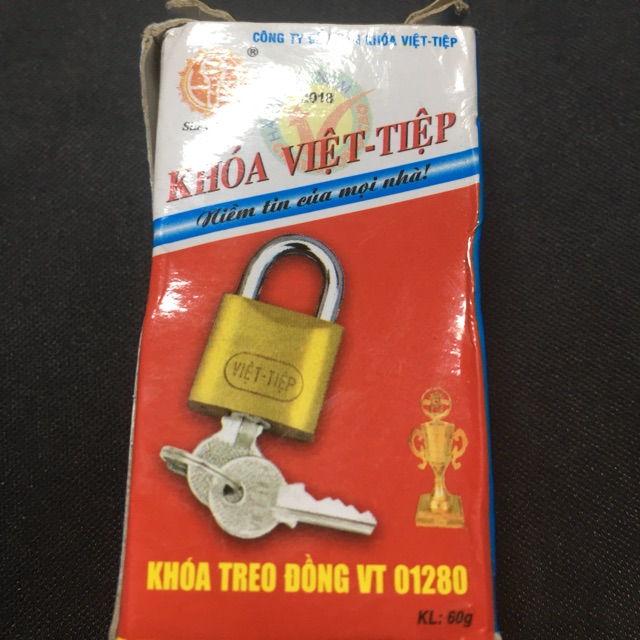 CÔNG TY KHÓA VIỆT-TIỆP
®
2018
KHÓA VIỆT-TIỆP
Niềm tin của mọi nhà!
VIỆT-TIỆP
KHÓA TREO ĐỒNG VT 01280
KL: 60g